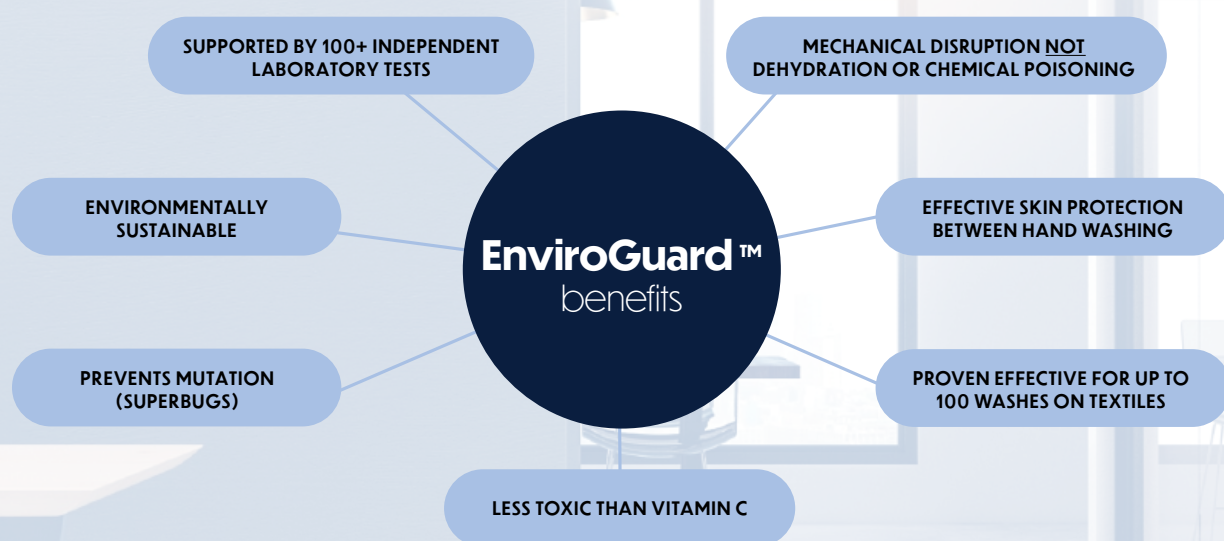 SUPPORTED BY 100+ INDEPENDENT
LABORATORY TESTS
MECHANICAL DISRUPTION NOT
DEHYDRATION OR CHEMICAL POISONING
ENVIRONMENTALLY
SUSTAINABLE
EFFECTIVE SKIN PROTECTION
BETWEEN HAND WASHING
EnviroGuard™
benefits
PREVENTS MUTATION
(SUPERBUGS)
PROVEN EFFECTIVE FOR UP TO
100 WASHES ON TEXTILES
LESS TOXIC THAN VITAMIN C